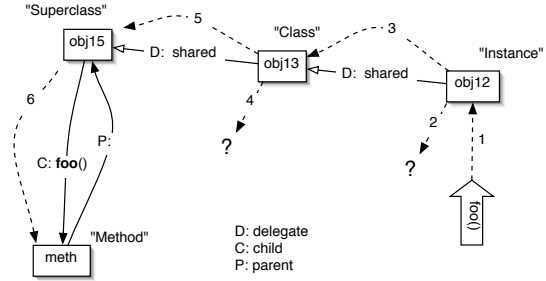 "Superclass"
5
"Class"
3
obj15
D: shared
obj13
D: shared
"Instance"
obj12
6
4
2
1
?
?
P:
C: foo()
foo()
"Method"
meth
D: delegate
C: child
P: parent